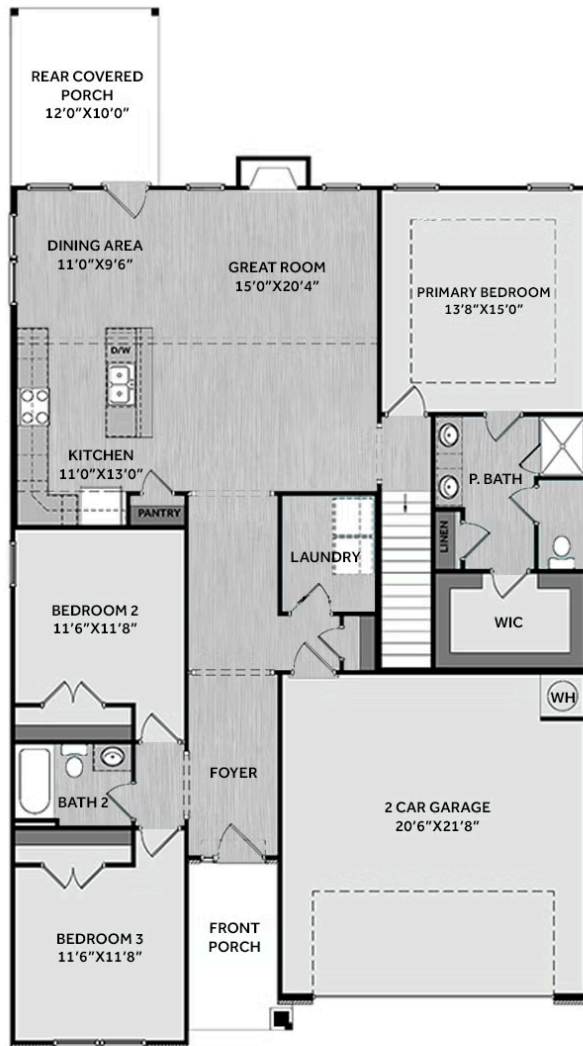 REAR COVERED
PORCH
12'0"X10'0"
DINING AREA
11'0"X9'6"
GREAT ROOM
15'0"X20'4"
PRIMARY BEDROOM
13'8"X15'0"
D/W
KITCHEN
11'0"X13'0"
PANTRY
P. BATH
LINEN
LAUNDRY
WIC
BEDROOM 2
11'6"X11'8"
WH
FOYER
BATH 2
2 CAR GARAGE
20'6"X21'8"
FRONT
PORCH
BEDROOM 3
11'6"X11'8"